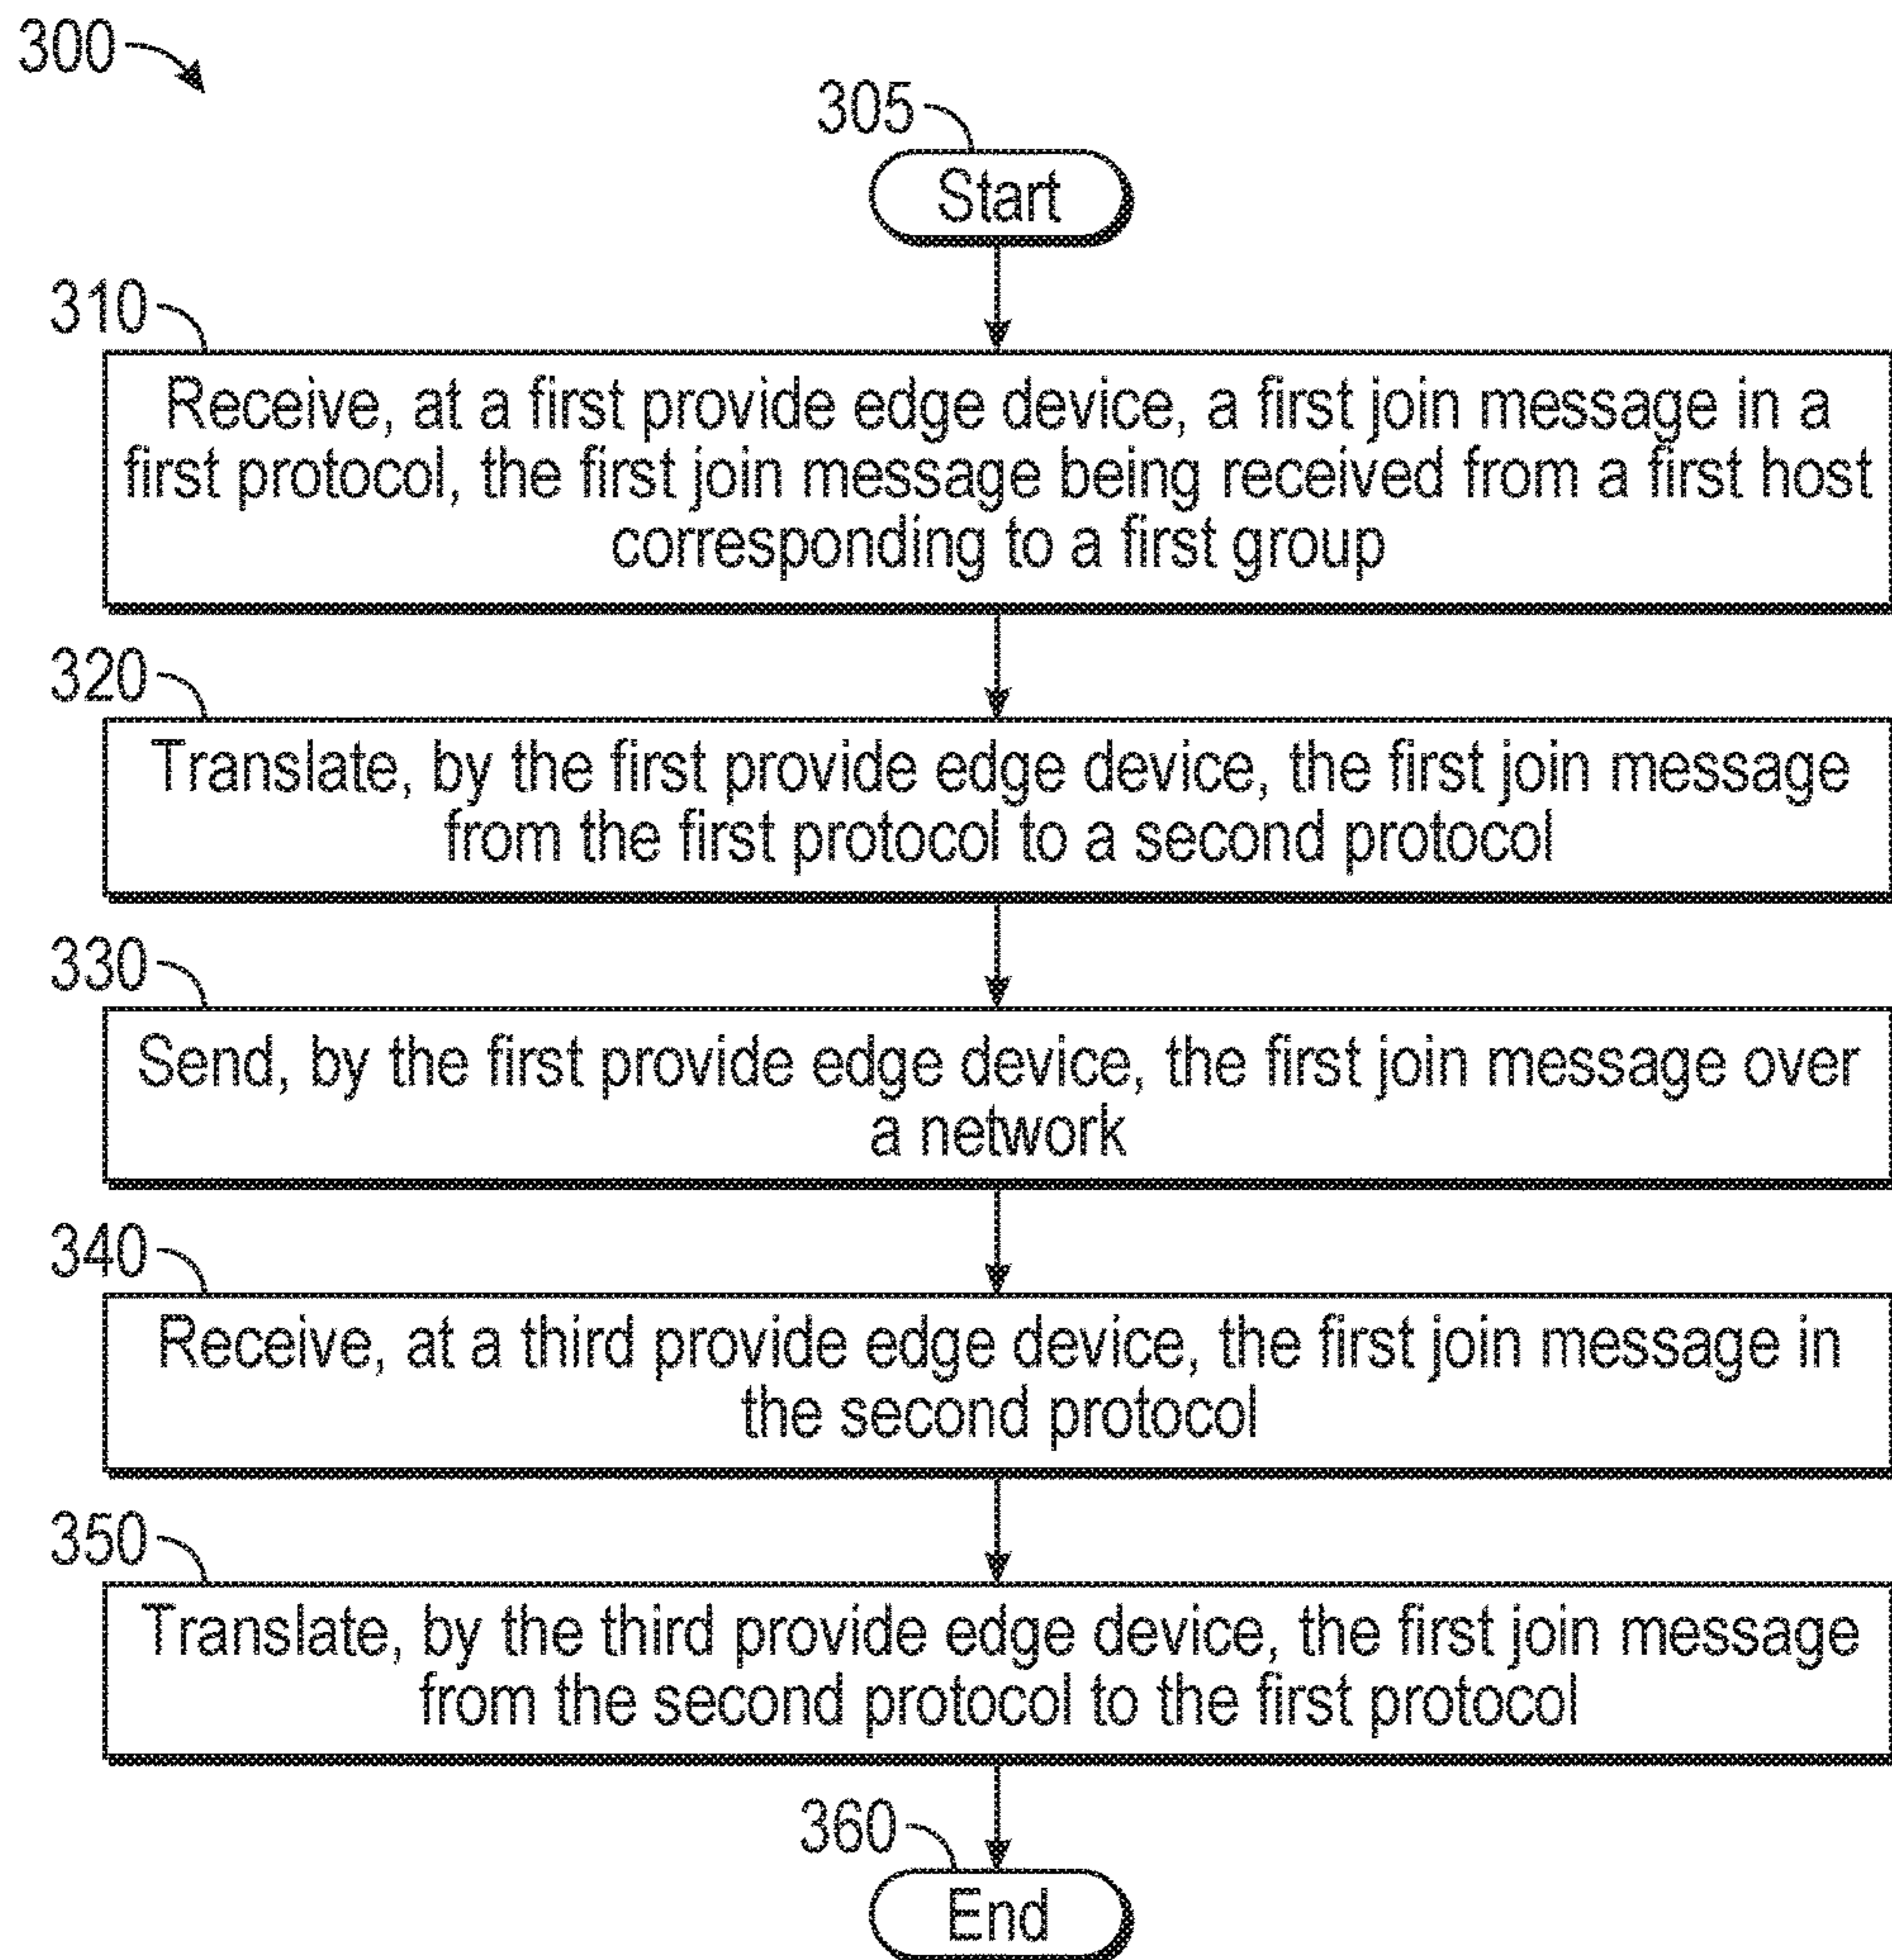 300
305
Start
310
Receive, at a first provide edge device, a first join message in a
first protocol, the first join message being received from a first host
corresponding to a first group
320
Translate, by the first provide edge device, the first join message
from the first protocol to a second protocol
330
Send, by the first provide edge device, the first join message over
a network
340
Receive, at a third provide edge device, the first join message in
the second protocol
350
Translate, by the third provide edge device, the first join message
from the second protocol to the first protocol
360
End